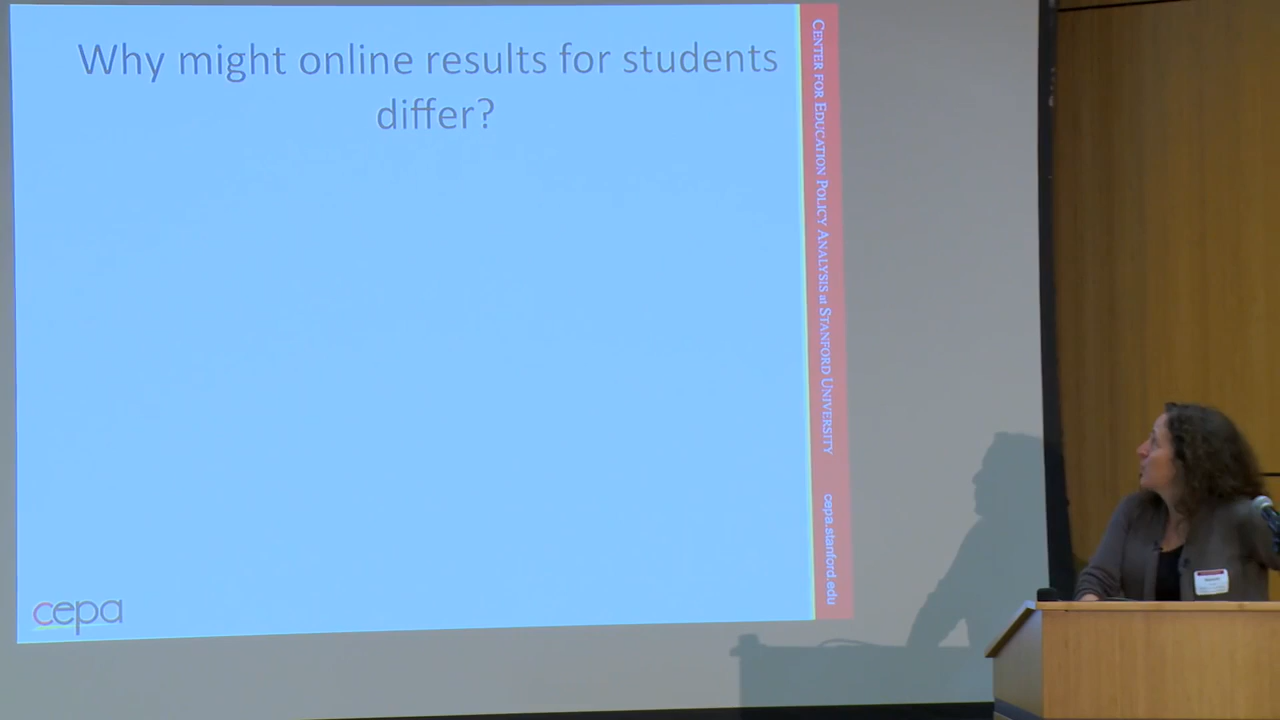 Why might online results for students
differ?
CENTER FOR EDUCATION POLICY ANALYSIS at STANFORD UNIVERSITY
cepa.stanford.edu
cepa